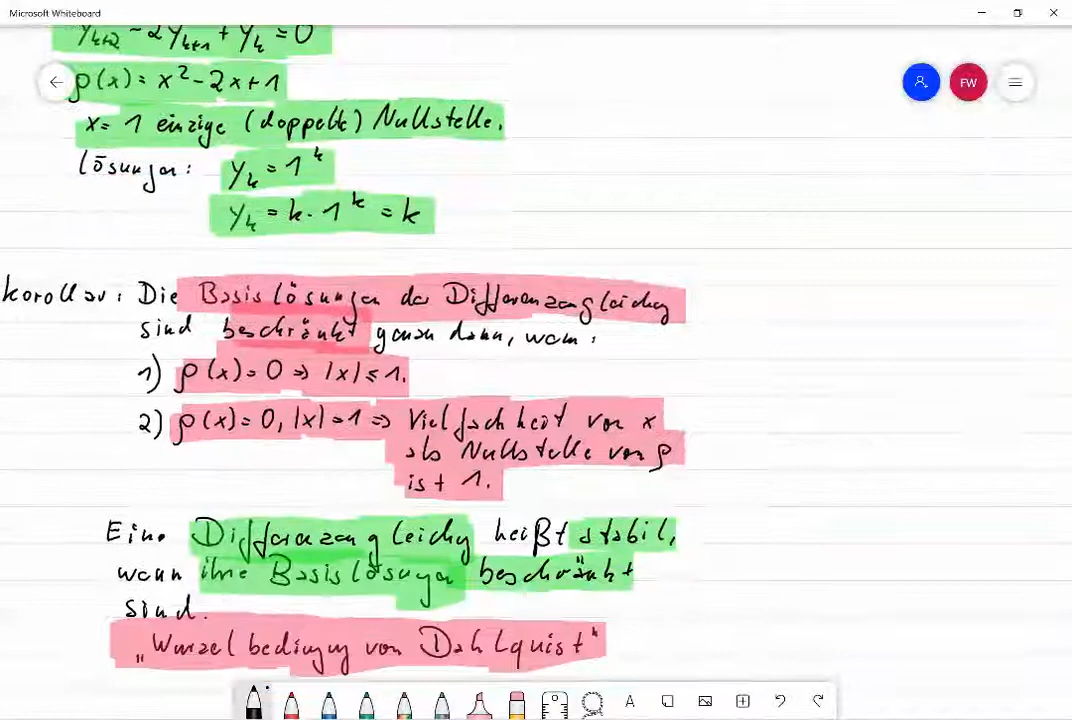 Microsoft Whiteboard
y_{k+2} - 2y_{k+1} + y_k = 0
ρ(x) = x² - 2x + 1
x = 1 einzige (doppelte) Nullstelle.
Lösungen: y_k = 1^k
y_k = k · 1^k = k
FW
Korollar: Die Basislösungen der Differenzengleichg
sind beschränkt genau dann, wenn:
1) ρ(x) = 0 ⇒ |x| ≤ 1.
2) ρ(x) = 0, |x| = 1 ⇒ Vielfachheit von x
als Nullstelle von ρ
ist 1.
Eine Differenzengleichg heißt stabil,
wenn ihre Basislösungen beschränkt
sind.
„Wurzelbedingung von Dahlquist“
A